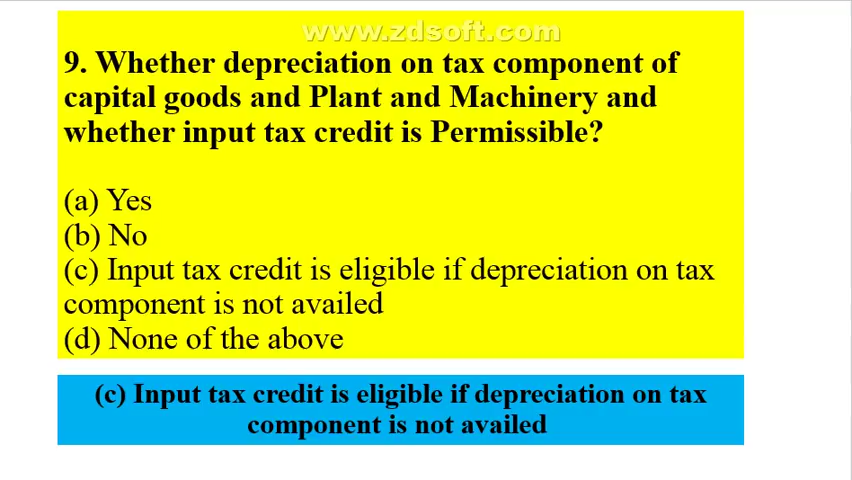 www.zdsoft.com
9. Whether depreciation on tax component of
capital goods and Plant and Machinery and
whether input tax credit is Permissible?
(a) Yes
(b) No
(c) Input tax credit is eligible if depreciation on tax
component is not availed
(d) None of the above
(c) Input tax credit is eligible if depreciation on tax
component is not availed